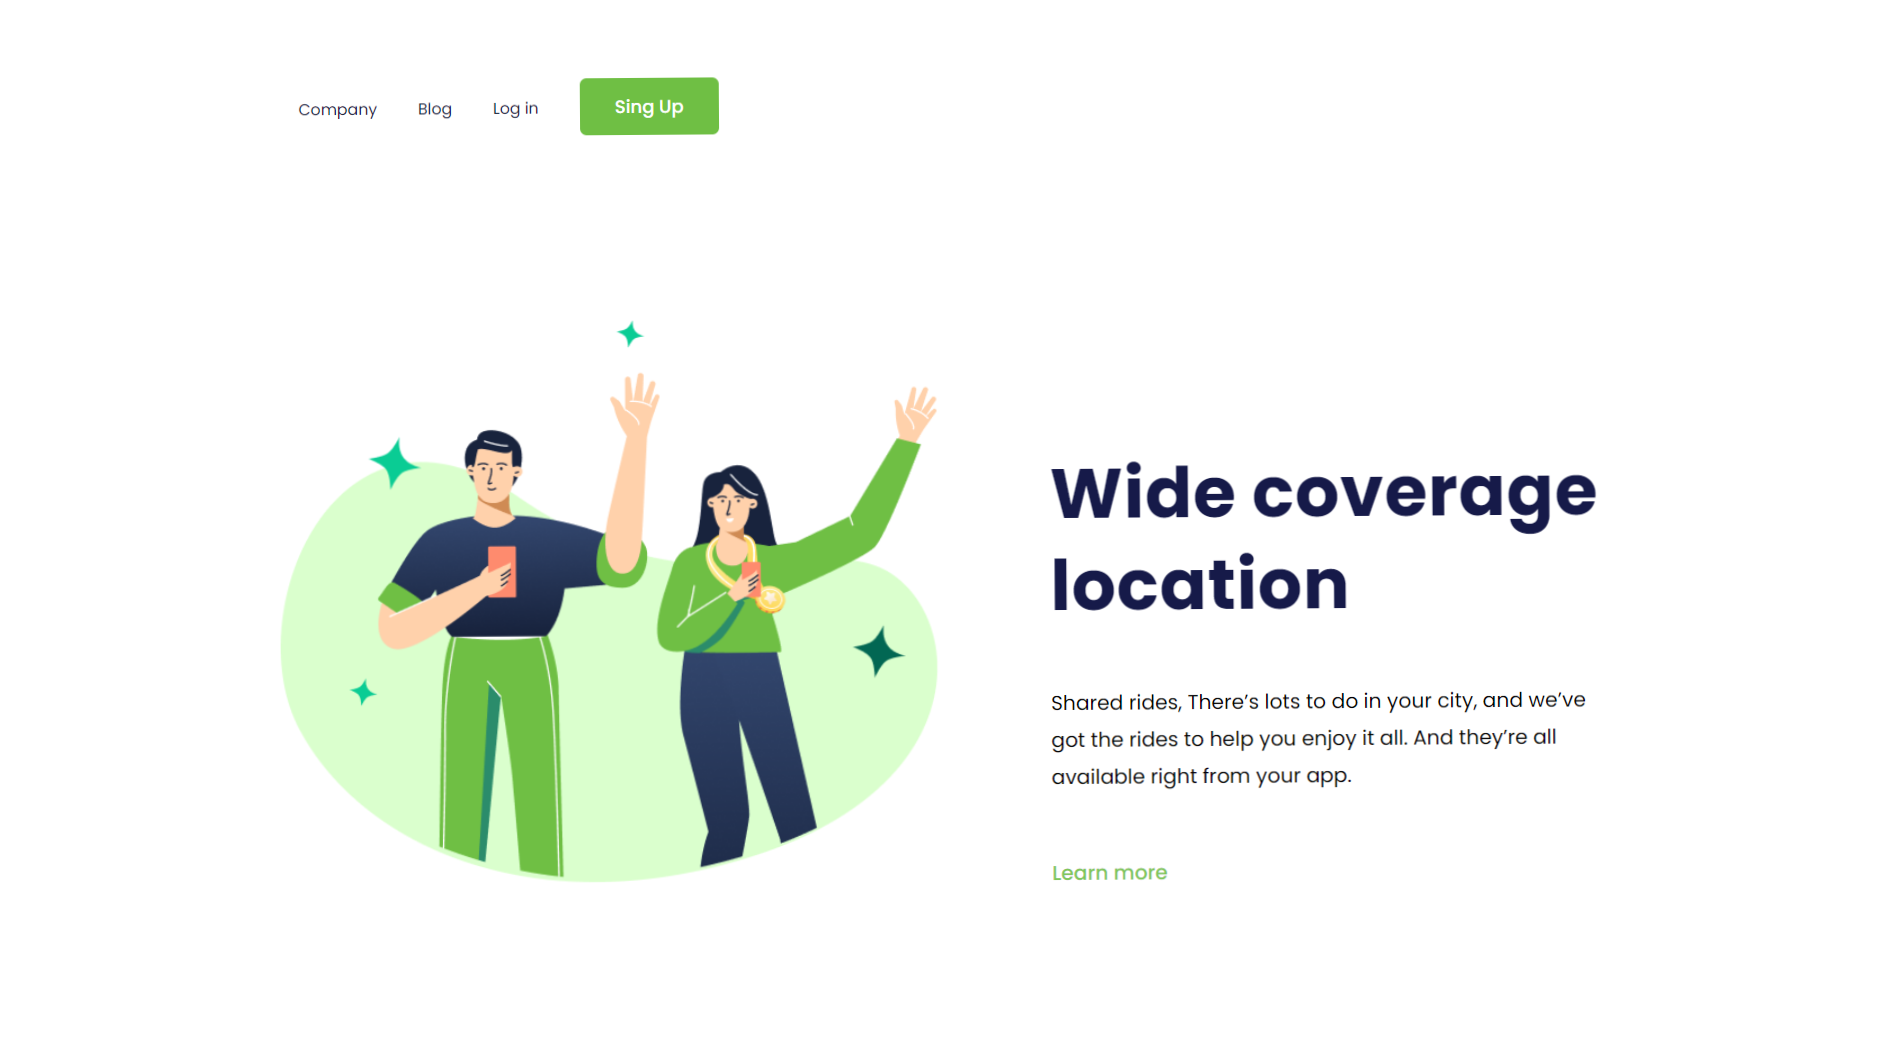 Company Blog Log in Sing Up
Wide coverage
location
Shared rides, There’s lots to do in your city, and we’ve
got the rides to help you enjoy it all. And they’re all
available right from your app.
Learn more